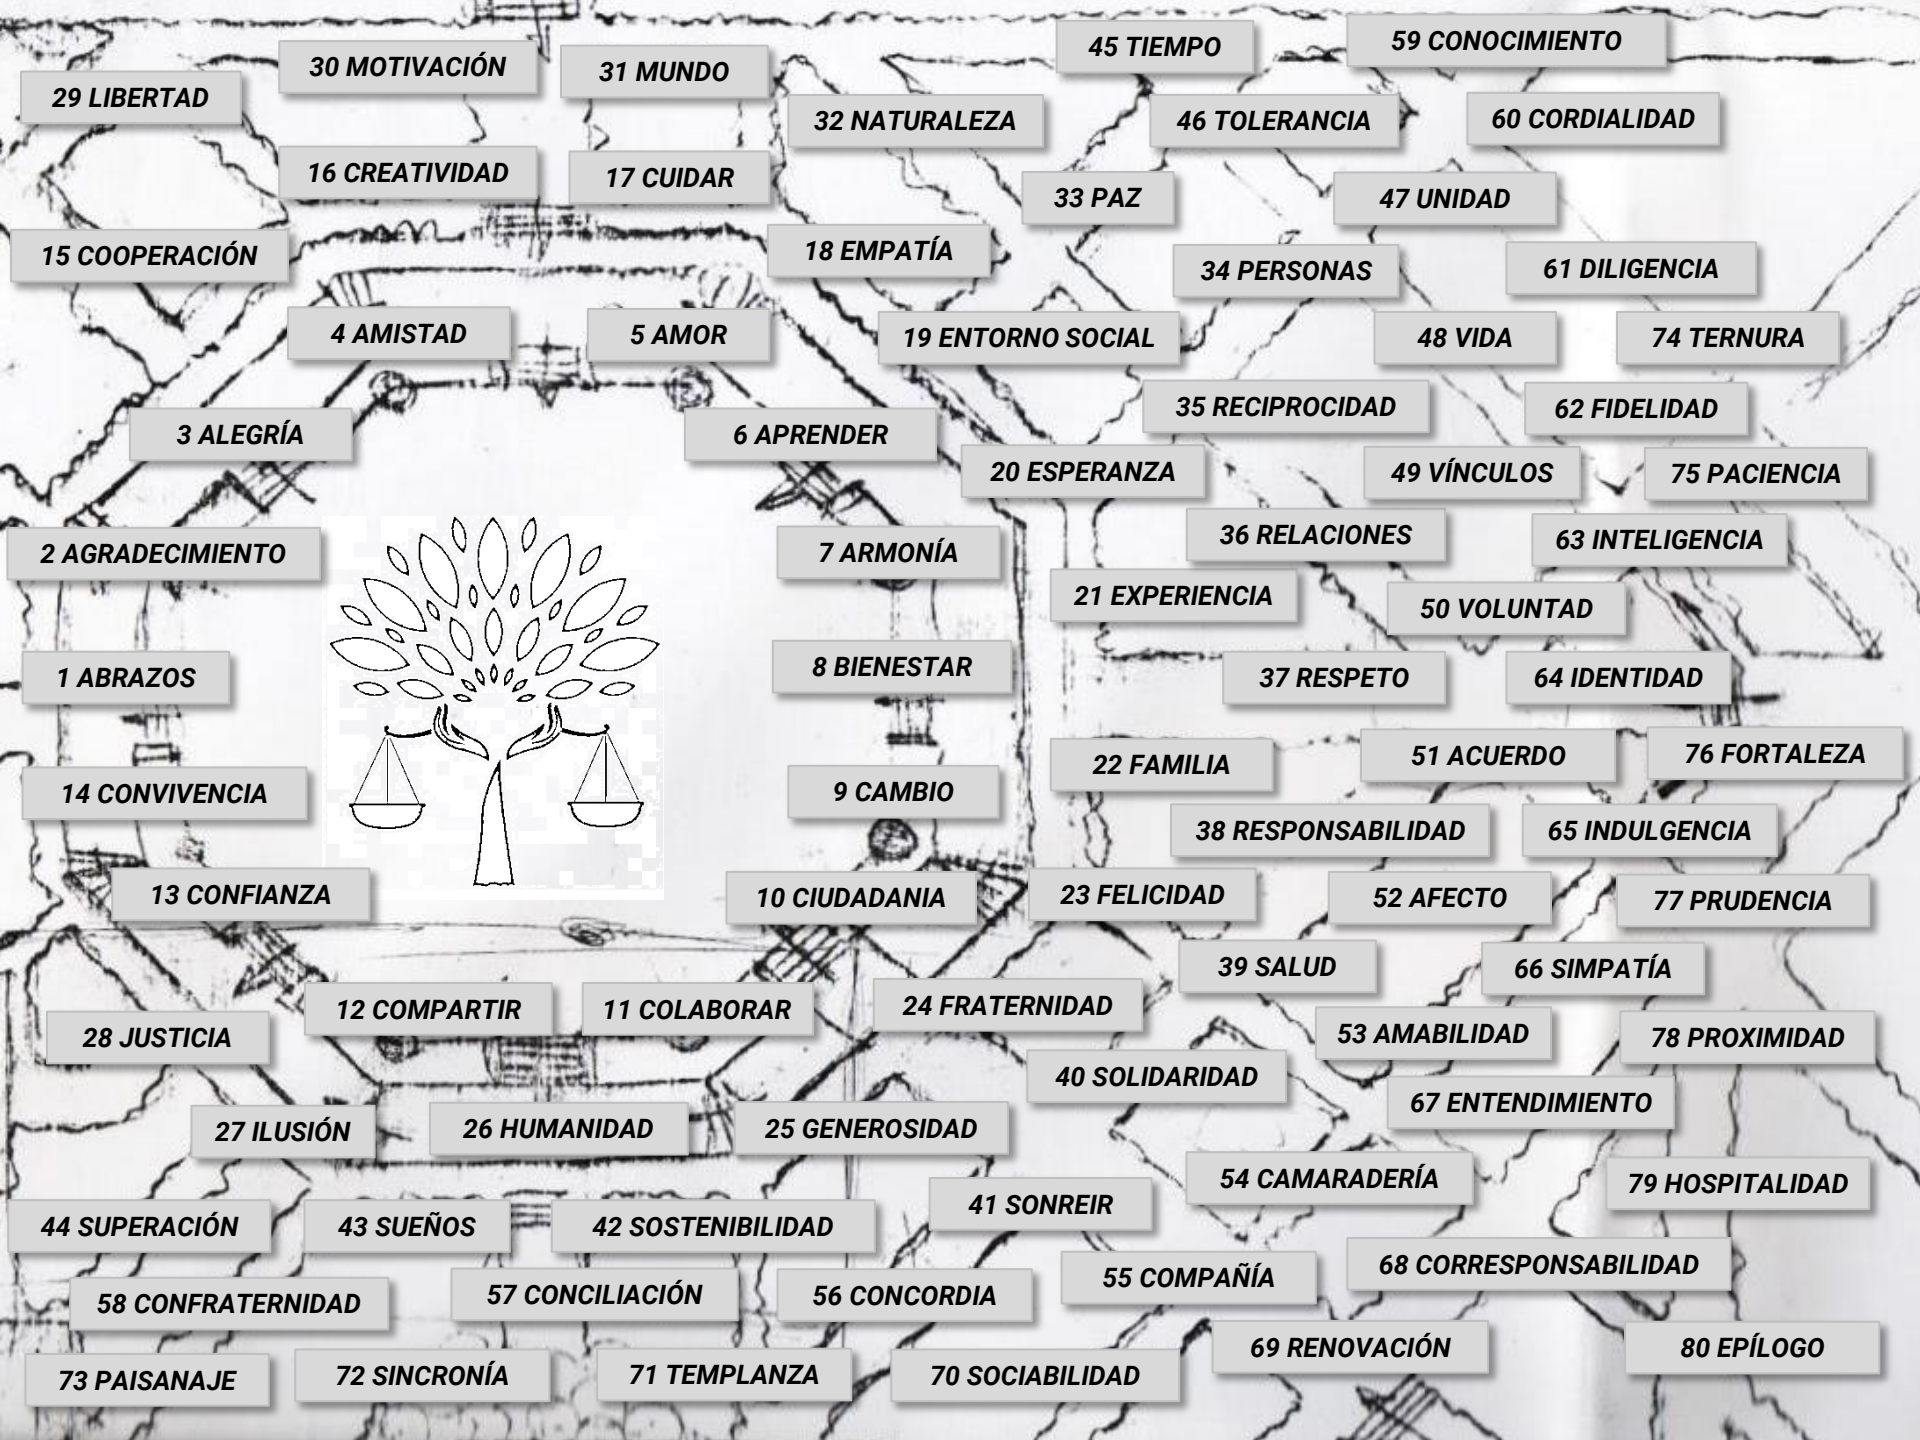 45 TIEMPO
59 CONOCIMIENTO
30 MOTIVACIÓN
31 MUNDO
29 LIBERTAD
32 NATURALEZA
46 TOLERANCIA
60 CORDIALIDAD
16 CREATIVIDAD
17 CUIDAR
33 PAZ
47 UNIDAD
15 COOPERACIÓN
18 EMPATÍA
34 PERSONAS
61 DILIGENCIA
4 AMISTAD
5 AMOR
19 ENTORNO SOCIAL
48 VIDA
74 TERNURA
35 RECIPROCIDAD
62 FIDELIDAD
3 ALEGRÍA
6 APRENDER
20 ESPERANZA
49 VÍNCULOS
75 PACIENCIA
36 RELACIONES
63 INTELIGENCIA
2 AGRADECIMIENTO
7 ARMONÍA
21 EXPERIENCIA
50 VOLUNTAD
1 ABRAZOS
8 BIENESTAR
37 RESPETO
64 IDENTIDAD
22 FAMILIA
51 ACUERDO
76 FORTALEZA
14 CONVIVENCIA
9 CAMBIO
38 RESPONSABILIDAD
65 INDULGENCIA
13 CONFIANZA
10 CIUDADANIA
23 FELICIDAD
52 AFECTO
77 PRUDENCIA
39 SALUD
66 SIMPATÍA
12 COMPARTIR
11 COLABORAR
24 FRATERNIDAD
28 JUSTICIA
53 AMABILIDAD
78 PROXIMIDAD
40 SOLIDARIDAD
67 ENTENDIMIENTO
27 ILUSIÓN
26 HUMANIDAD
25 GENEROSIDAD
54 CAMARADERÍA
79 HOSPITALIDAD
41 SONREIR
44 SUPERACIÓN
43 SUEÑOS
42 SOSTENIBILIDAD
55 COMPAÑÍA
68 CORRESPONSABILIDAD
58 CONFRATERNIDAD
57 CONCILIACIÓN
56 CONCORDIA
69 RENOVACIÓN
80 EPÍLOGO
73 PAISANAJE
72 SINCRONÍA
71 TEMPLANZA
70 SOCIABILIDAD